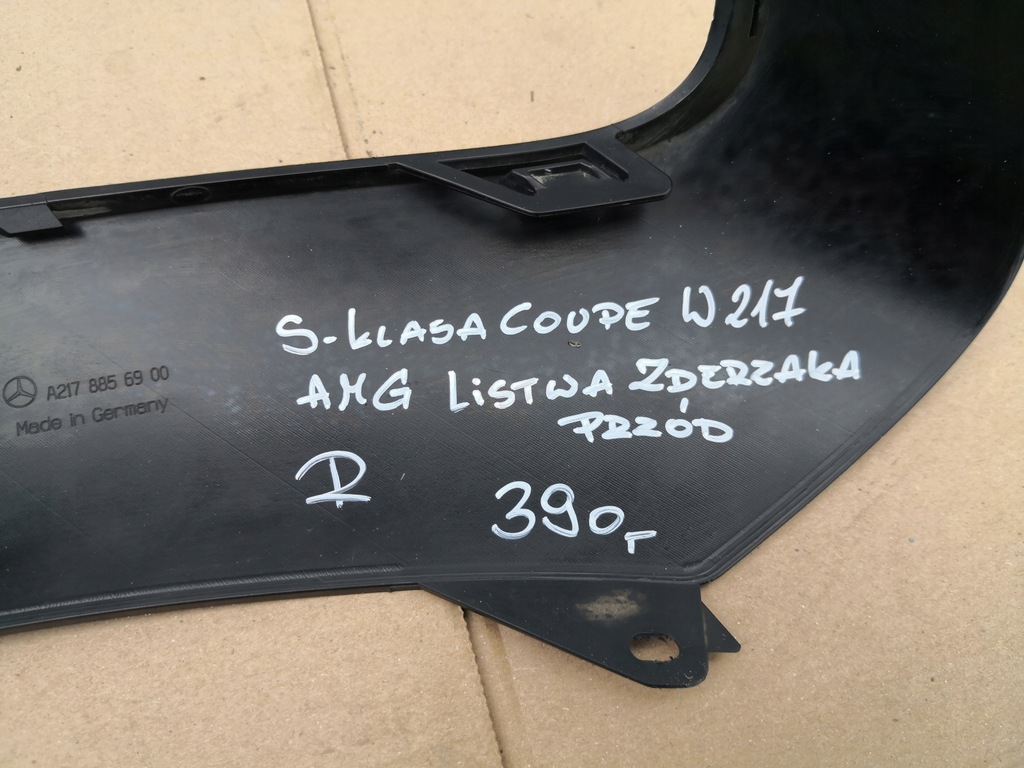 S-KLASA COUPE W217
AMG LISTWA ZDERZAKA
PRZÓD
A217 885 69 00
Made in Germany
390